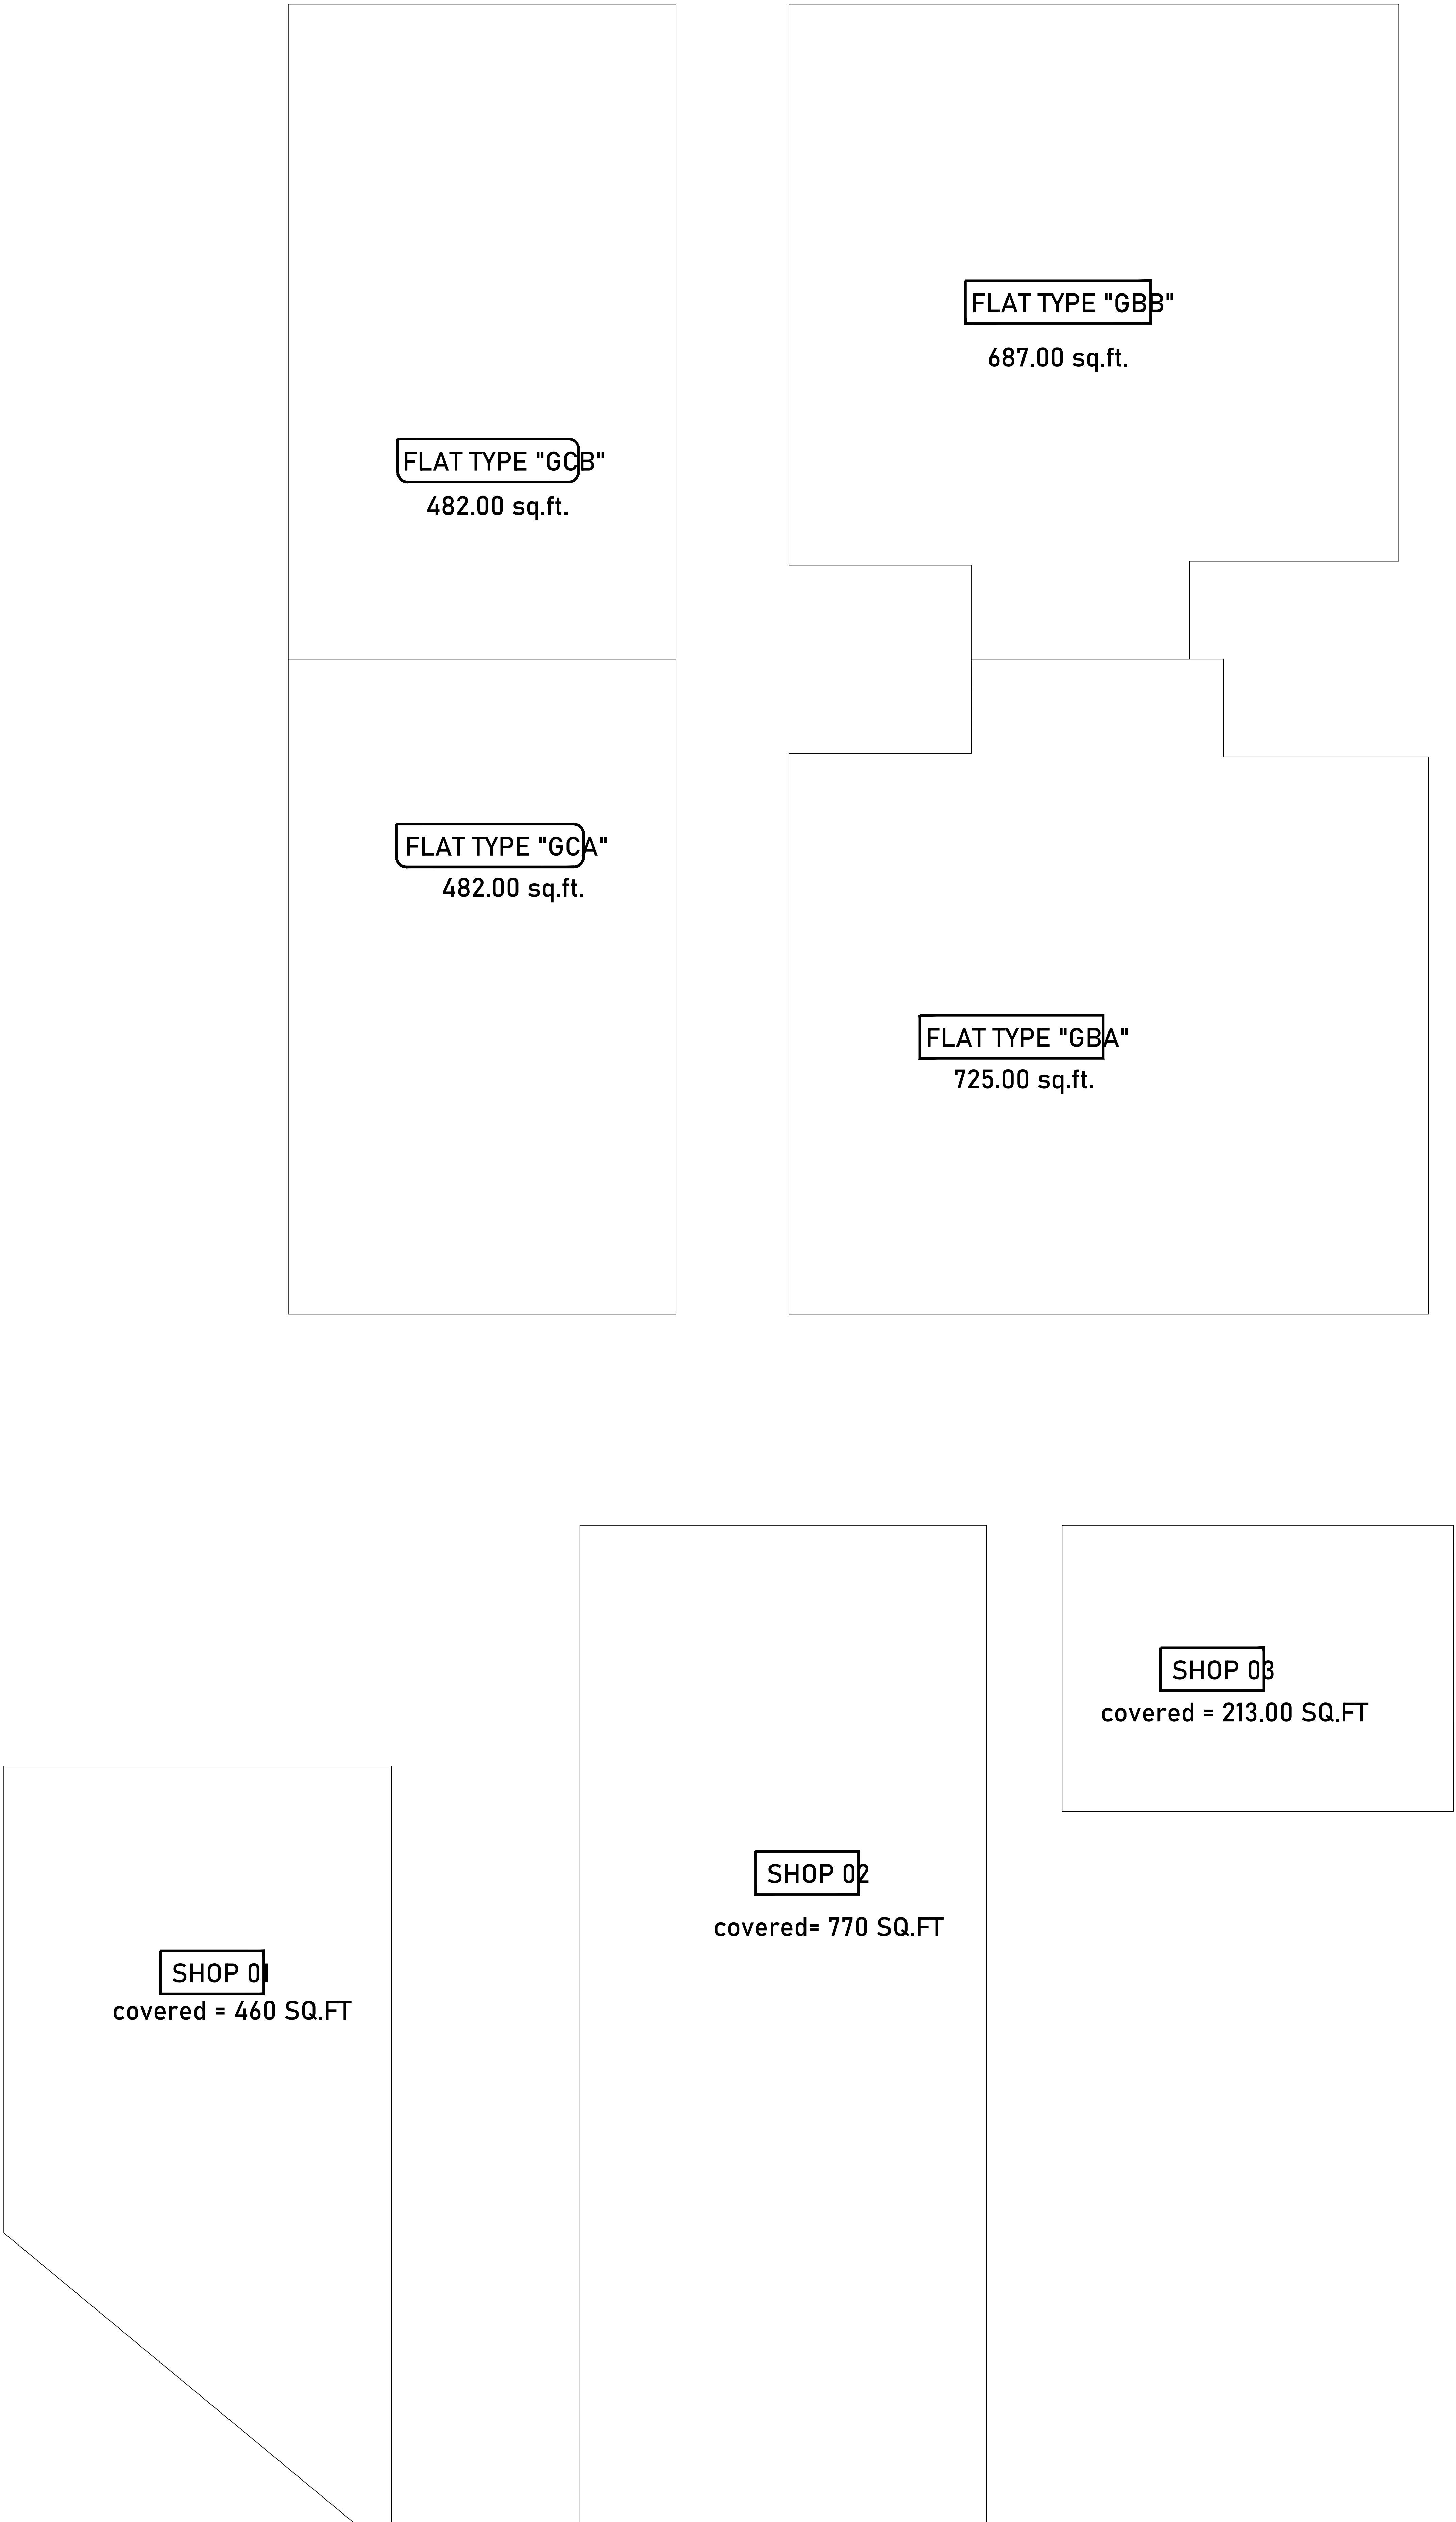 FLAT TYPE "GBB"
687.00 sq.ft.
FLAT TYPE "GCB"
482.00 sq.ft.
FLAT TYPE "GCA"
482.00 sq.ft.
FLAT TYPE "GBA"
725.00 sq.ft.
SHOP 03
covered = 213.00 SQ.FT
SHOP 02
covered= 770 SQ.FT
SHOP 01
covered = 460 SQ.FT